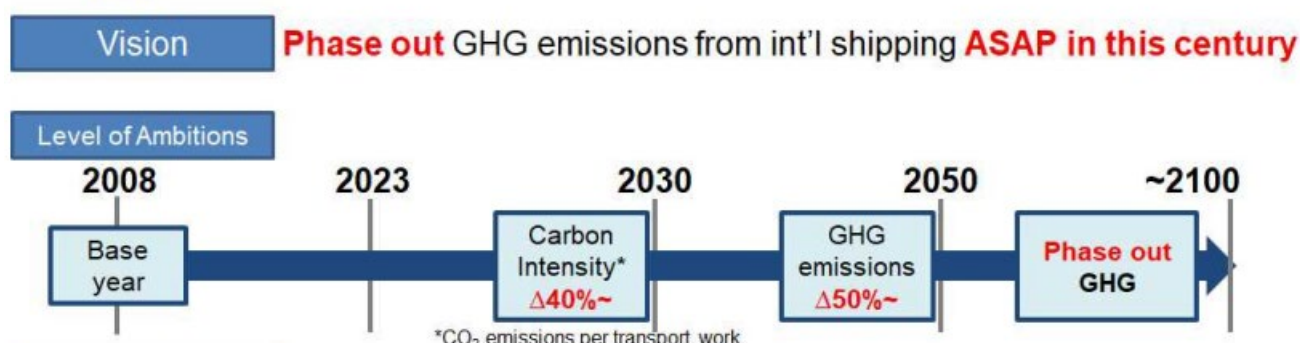 Vision
Phase out GHG emissions from int'l shipping ASAP in this century
Level of Ambitions
2008
2023
2030
2050
~2100
Base
year
Carbon
Intensity*
Δ40%~
GHG
emissions
Δ50%~
Phase out
GHG
*CO₂ emissions per transport work